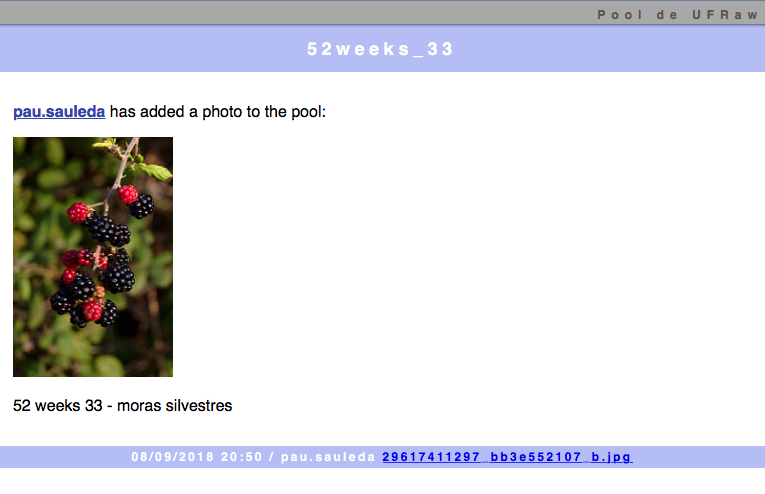 Pool de UFRaw
52weeks_33
pau.sauleda has added a photo to the pool:
52 weeks 33 - moras silvestres
08/09/2018 20:50 / pau.sauleda 29617411297_bb3e552107_b.jpg